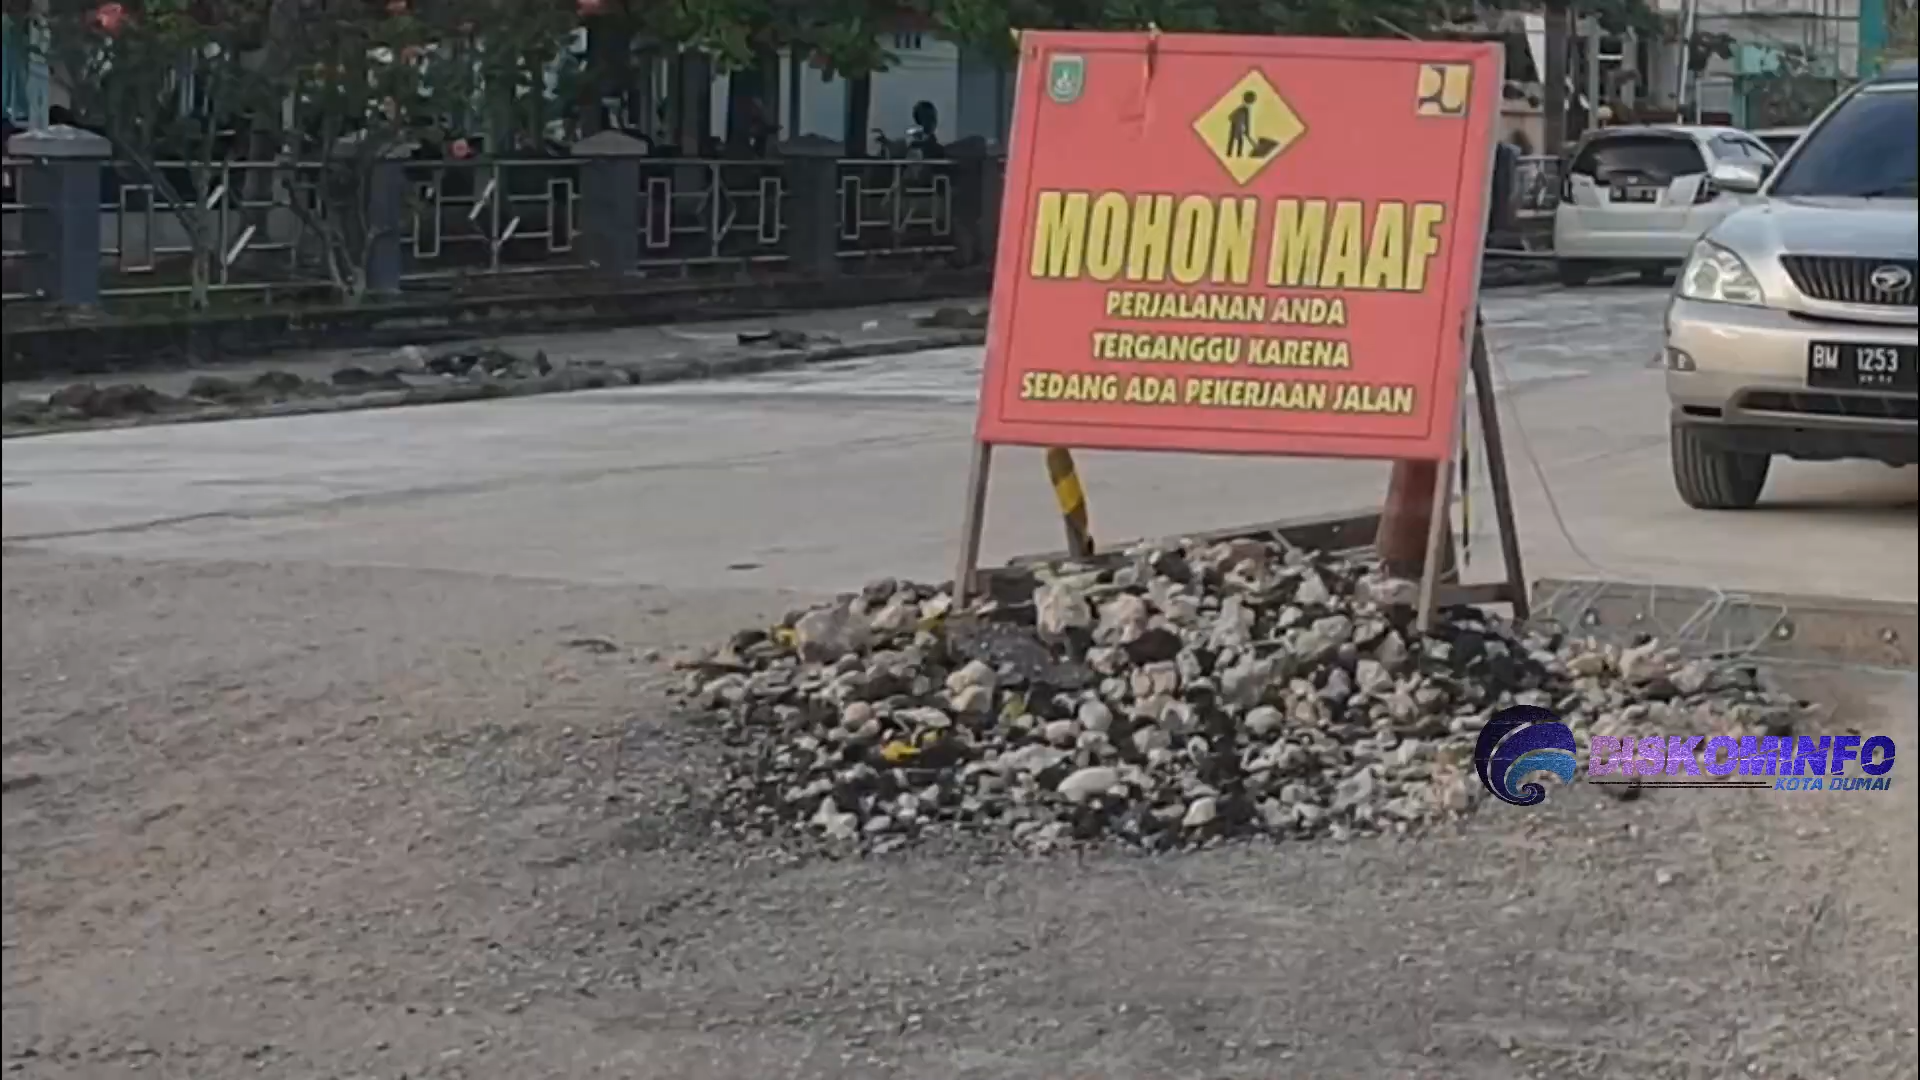 MOHON MAAF
PERJALANAN ANDA
TERGANGGU KARENA
SEDANG ADA PEKERJAAN JALAN
BM 1253
DISKOMINFO
KOTA DUMAI